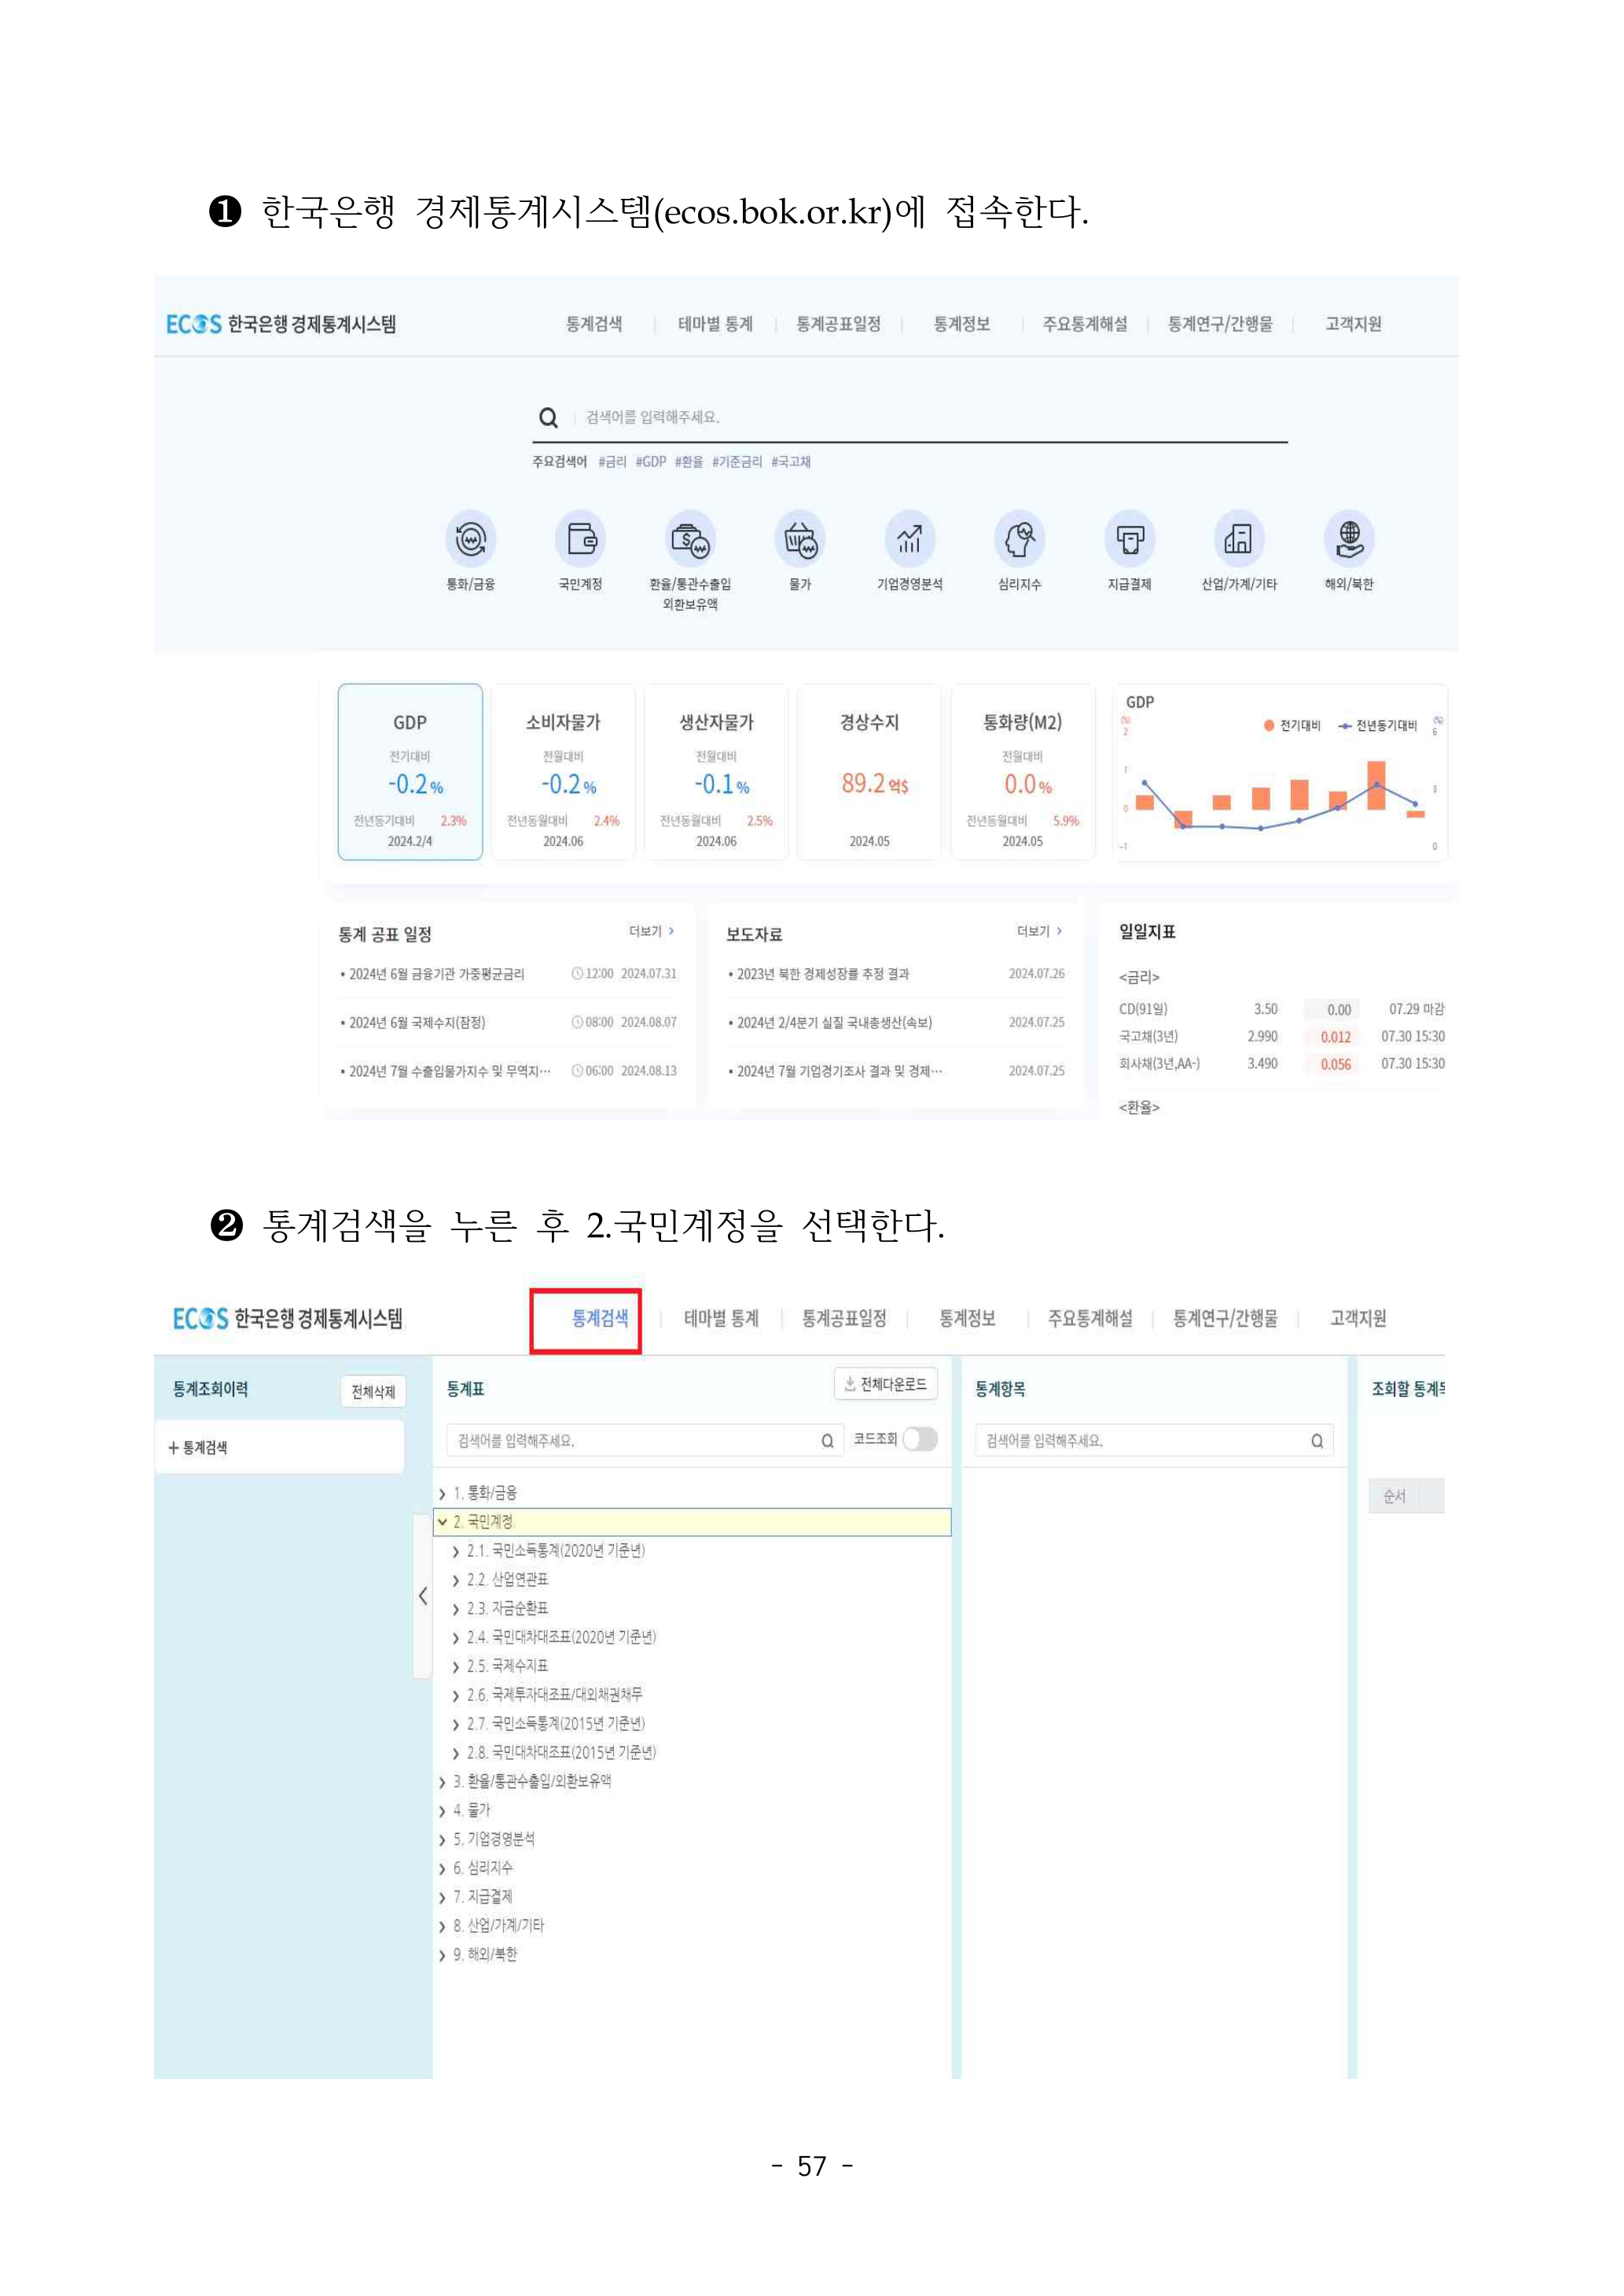 ❶ 한국은행 경제통계시스템(ecos.bok.or.kr)에 접속한다.
ECOS 한국은행 경제통계시스템
통계검색 | 테마별 통계 | 통계공표일정 | 통계정보 | 주요통계해설 | 통계연구/간행물 | 고객지원
검색어를 입력해주세요.
주요검색어 #금리 #GDP #환율 #기준금리 #국고채
통화/금융 국민계정 환율/통관수출입 물가 기업경영분석 심리지수 지급결제 산업/가계/기타 해외/북한
외환보유액
GDP 소비자물가 생산자물가 경상수지 통화량(M2)
전기대비 전월대비 전월대비 전월대비
-0.2% -0.2% -0.1% 89.2억$ 0.0%
전년동기대비 2.3% 전년동월대비 2.4% 전년동월대비 2.5% 전년동월대비 5.9%
2024.2/4 2024.06 2024.06 2024.05 2024.05
GDP
(%) 전기대비 전년동기대비 (%)
2 6
1
3
0
-1 0
통계 공표 일정 더보기 >
• 2024년 6월 금융기관 가중평균금리 12:00 2024.07.31
• 2024년 6월 국제수지(잠정) 08:00 2024.08.07
• 2024년 7월 수출입물가지수 및 무역지… 06:00 2024.08.13
보도자료 더보기 >
• 2023년 북한 경제성장률 추정 결과 2024.07.26
• 2024년 2/4분기 실질 국내총생산(속보) 2024.07.25
• 2024년 7월 기업경기조사 결과 및 경제… 2024.07.25
일일지표
<금리>
CD(91일) 3.50 0.00 07.29 마감
국고채(3년) 2.990 0.012 07.30 15:30
회사채(3년,AA-) 3.490 0.056 07.30 15:30
<환율>
❷ 통계검색을 누른 후 2.국민계정을 선택한다.
ECOS 한국은행 경제통계시스템
통계검색 | 테마별 통계 | 통계공표일정 | 통계정보 | 주요통계해설 | 통계연구/간행물 | 고객지원
통계조회이력 전체삭제
+ 통계검색
통계표 전체다운로드
검색어를 입력해주세요. 코드조회
통계항목
검색어를 입력해주세요.
조회할 통계
순서
1. 통화/금융
2. 국민계정
2.1. 국민소득통계(2020년 기준년)
2.2. 산업연관표
2.3. 자금순환표
2.4. 국민대차대조표(2020년 기준년)
2.5. 국제수지표
2.6. 국제투자대조표/대외채권채무
2.7. 국민소득통계(2015년 기준년)
2.8. 국민대차대조표(2015년 기준년)
3. 환율/통관수출입/외환보유액
4. 물가
5. 기업경영분석
6. 심리지수
7. 지급결제
8. 산업/가계/기타
9. 해외/북한
- 57 -